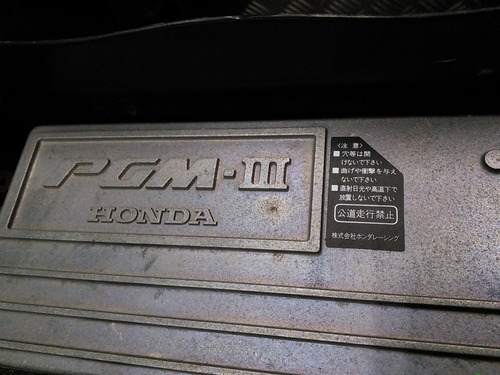 PGM-III
HONDA
〈注 意〉
■ 穴等は開
けないで下さい
■ 曲げや衝撃を与え
ないで下さい
■ 直射日光や高温下で
放置しないで下さい
公道走行禁止
株式会社ホンダレーシング